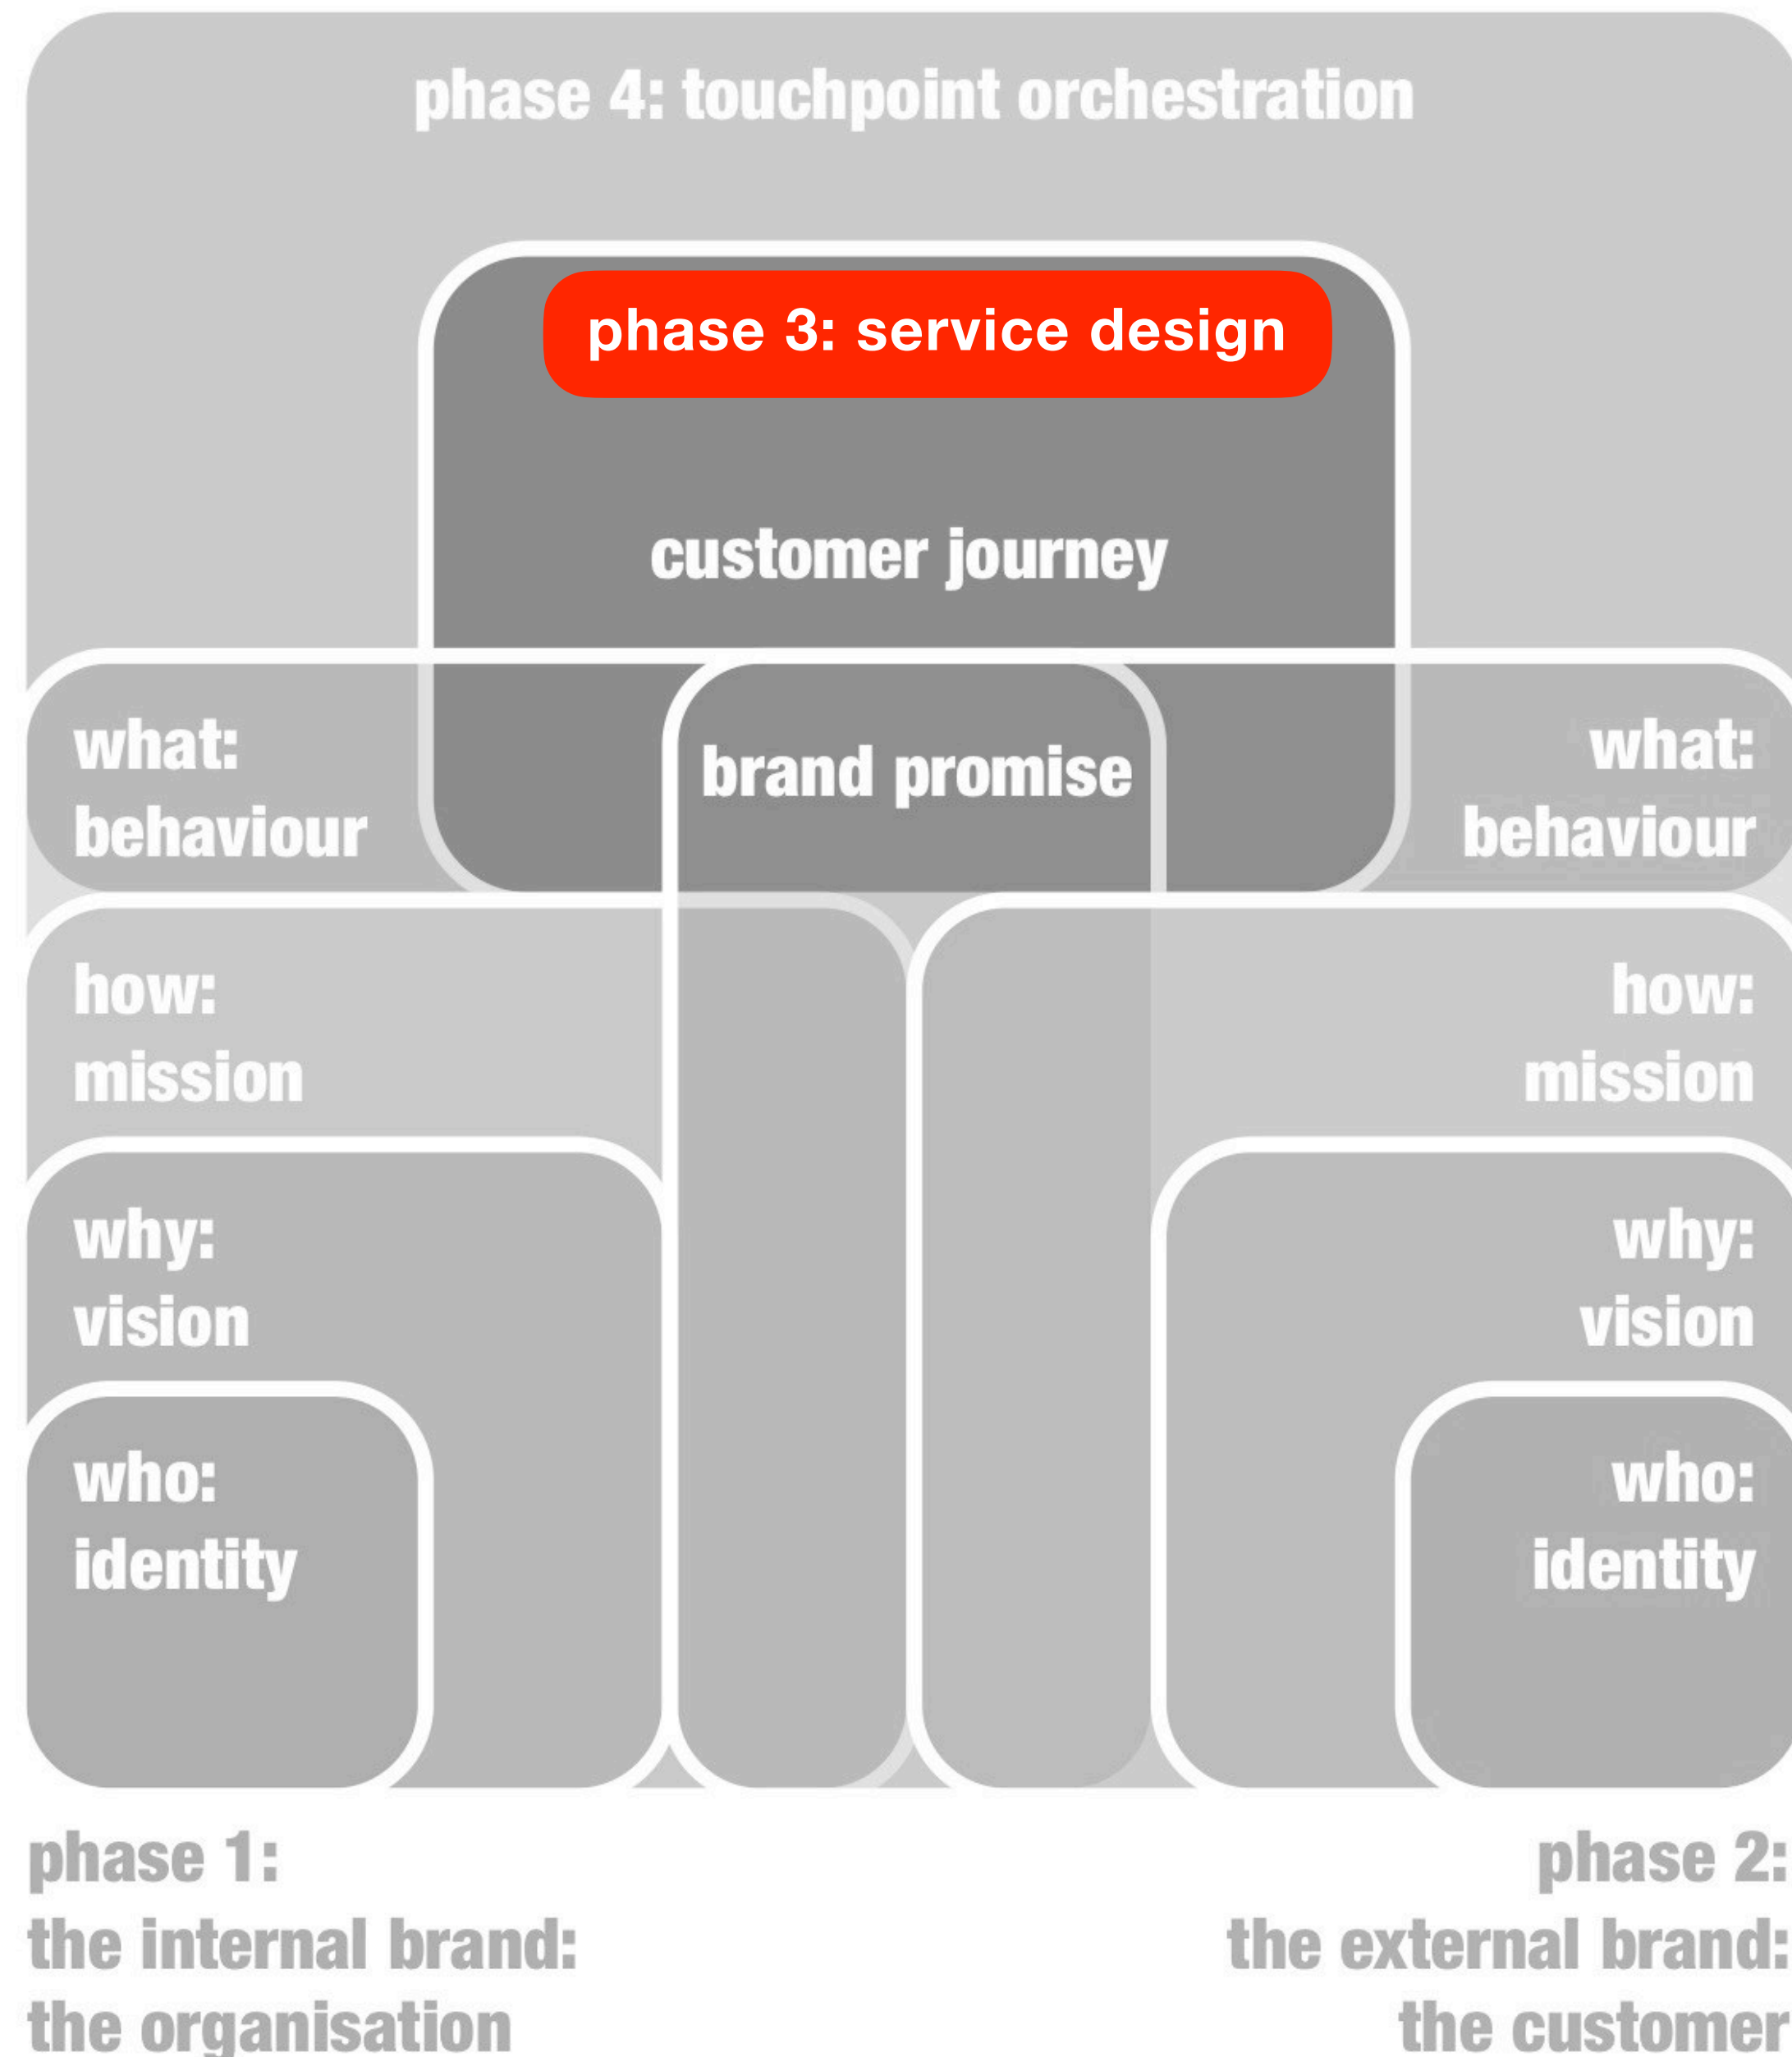 phase 4: touchpoint orchestration
phase 3: service design
customer journey
brand promise
what:
behaviour
how:
mission
why:
vision
who:
identity
what:
behaviour
how:
mission
why:
vision
who:
identity
phase 1:
the internal brand:
the organisation
phase 2:
the external brand:
the customer